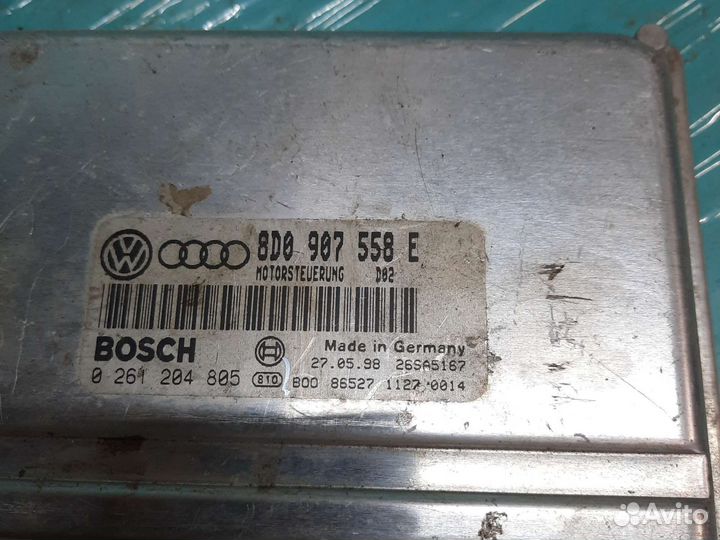 8D0 907 558 E
MOTORSTEUERUNG D02
BOSCH
Made in Germany
27.05.98 26SA5167
0 261 204 805 810 BOO 86527 1127 0014
Avito